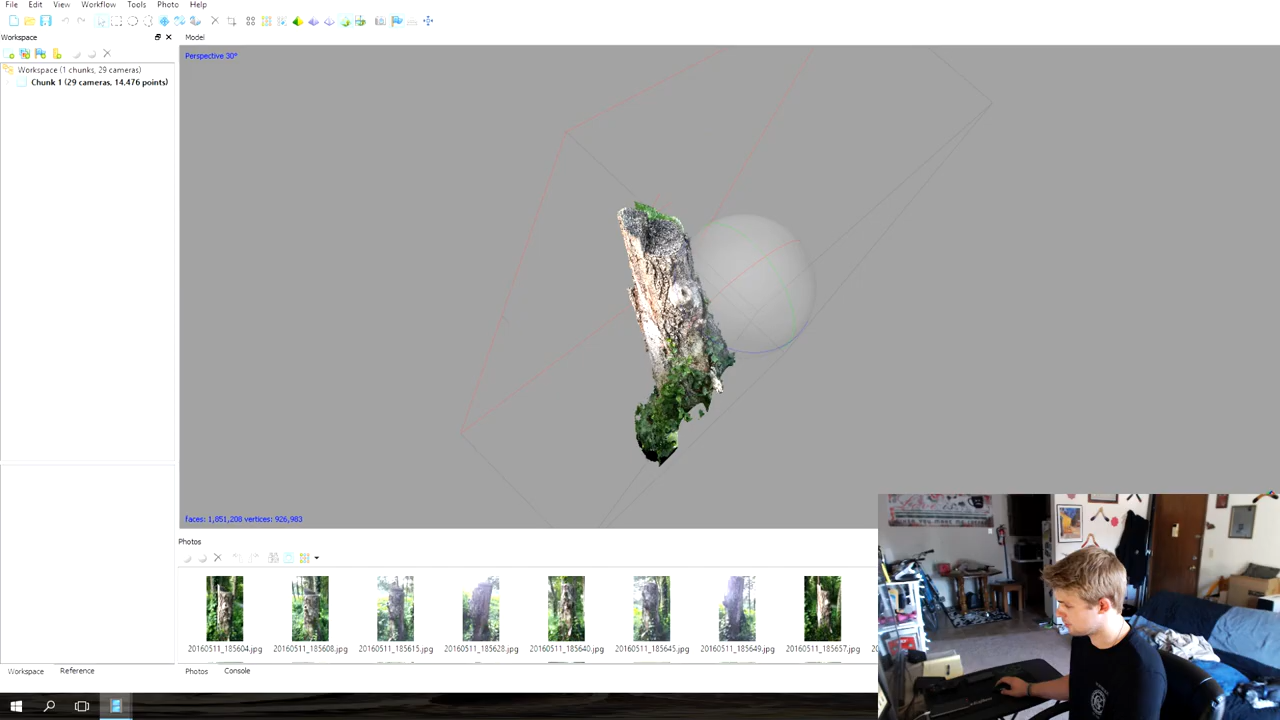 File Edit View Workflow Tools Photo Help
Workspace
Model
Workspace (1 chunks, 29 cameras)
Chunk 1 (29 cameras, 14,476 points)
Perspective 30°
faces: 1,851,208 vertices: 926,983
Photos
20160511_185604.jpg
20160511_185608.jpg
20160511_185615.jpg
20160511_185628.jpg
20160511_185640.jpg
20160511_185645.jpg
20160511_185649.jpg
20160511_185657.jpg
Workspace Reference
Photos Console